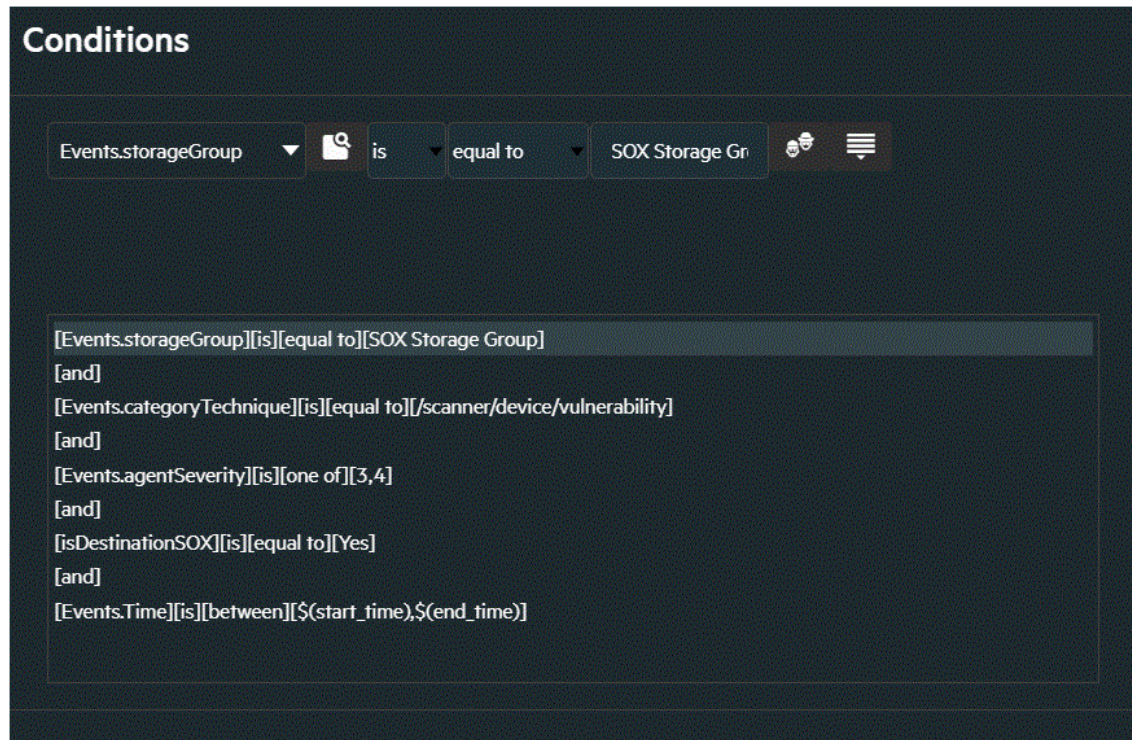 Conditions
Events.storageGroup is equal to SOX Storage Gr
[Events.storageGroup][is][equal to][SOX Storage Group]
[and]
[Events.categoryTechnique][is][equal to][/scanner/device/vulnerability]
[and]
[Events.agentSeverity][is][one of][3,4]
[and]
[isDestinationSOX][is][equal to][Yes]
[and]
[Events.Time][is][between][$(start_time),$(end_time)]